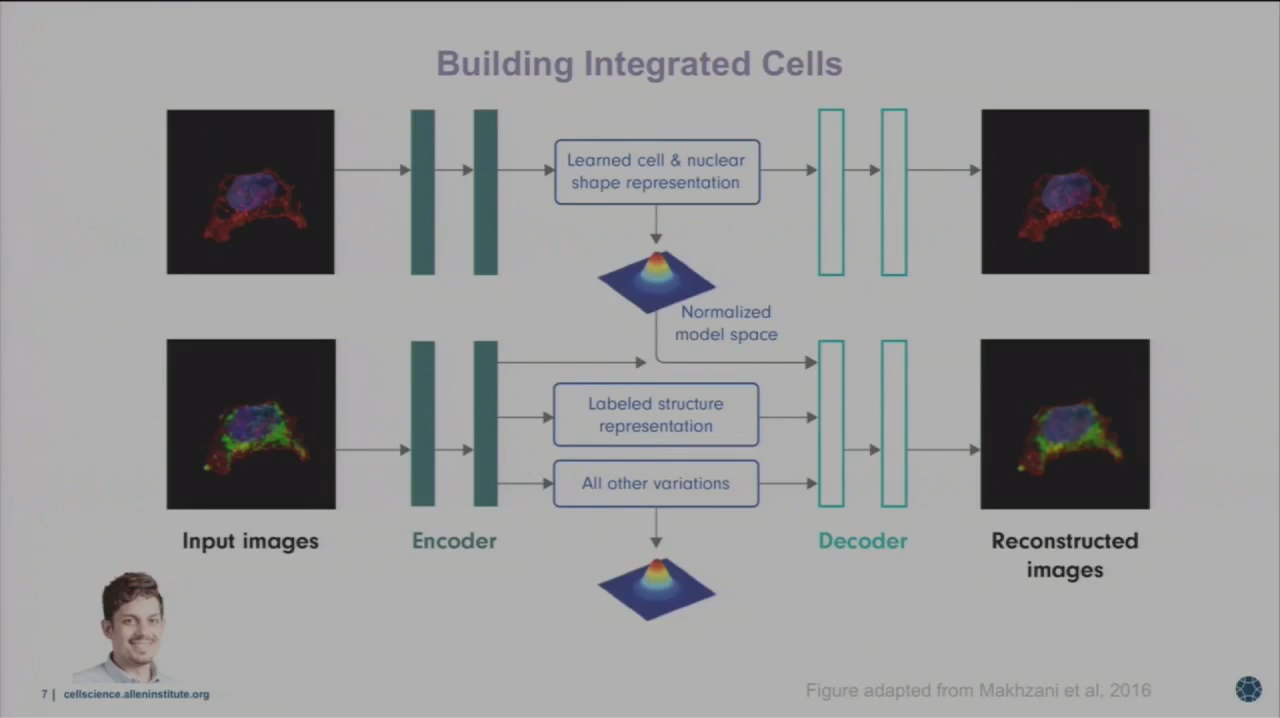 Building Integrated Cells
Learned cell & nuclear
shape representation
Normalized
model space
Labeled structure
representation
All other variations
Input images
Encoder
Decoder
Reconstructed
images
7 | cellscience.alleninstitute.org
Figure adapted from Makhzani et al, 2016